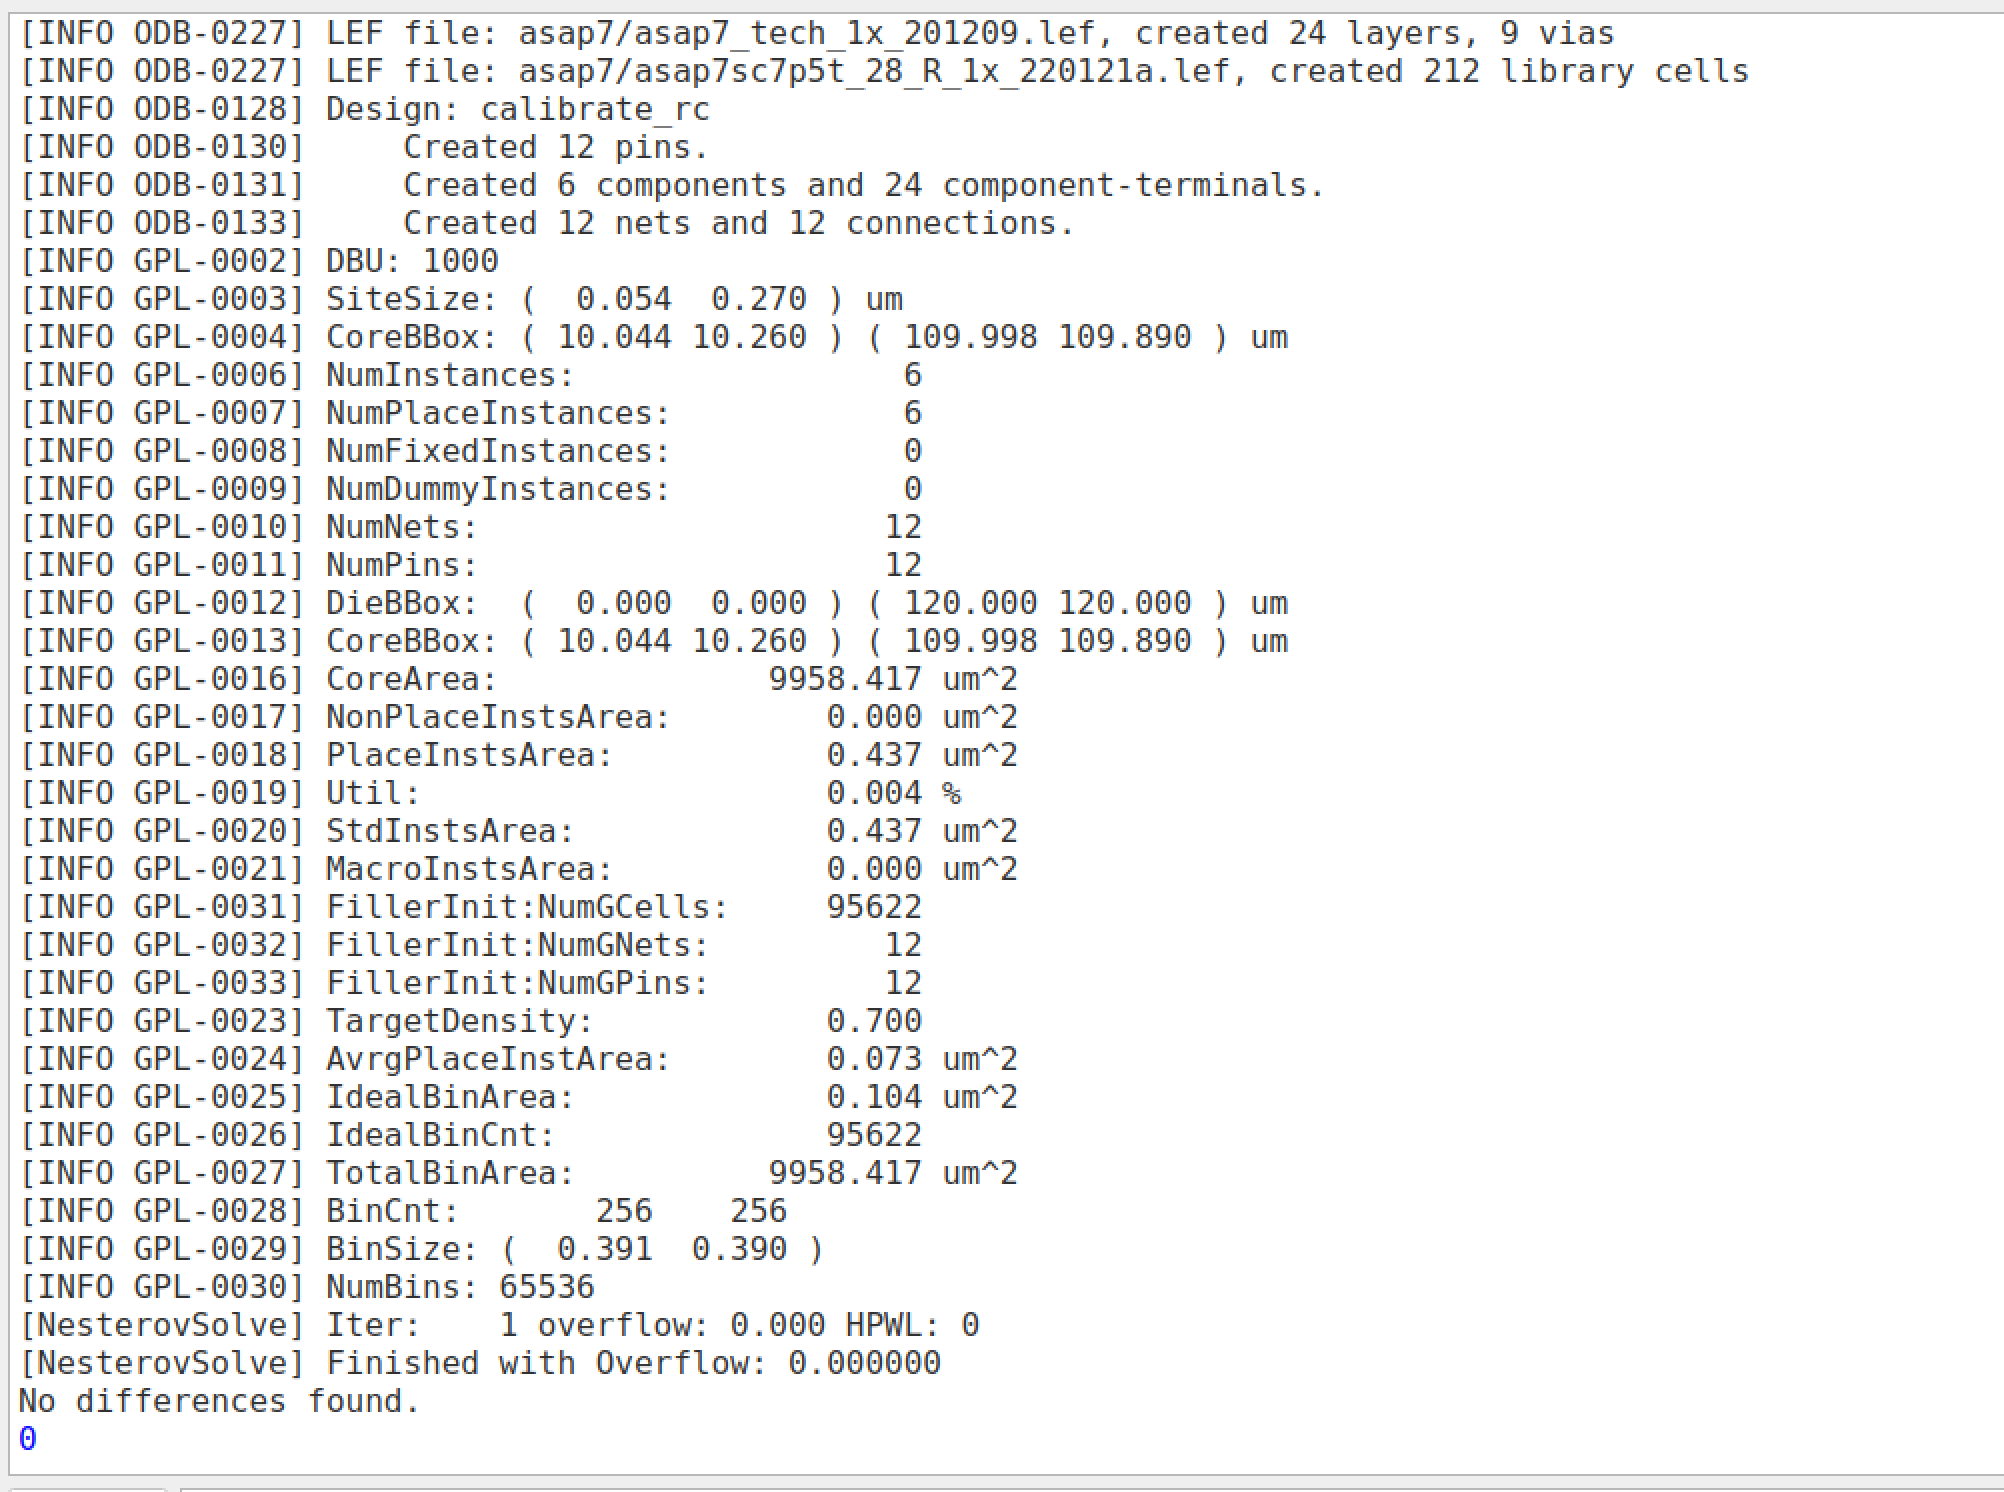 [INFO ODB-0227] LEF file: asap7/asap7_tech_1x_201209.lef, created 24 layers, 9 vias
[INFO ODB-0227] LEF file: asap7/asap7sc7p5t_28_R_1x_220121a.lef, created 212 library cells
[INFO ODB-0128] Design: calibrate_rc
[INFO ODB-0130]     Created 12 pins.
[INFO ODB-0131]     Created 6 components and 24 component-terminals.
[INFO ODB-0133]     Created 12 nets and 12 connections.
[INFO GPL-0002] DBU: 1000
[INFO GPL-0003] SiteSize: (  0.054  0.270 ) um
[INFO GPL-0004] CoreBBox: ( 10.044 10.260 ) ( 109.998 109.890 ) um
[INFO GPL-0006] NumInstances:                 6
[INFO GPL-0007] NumPlaceInstances:            6
[INFO GPL-0008] NumFixedInstances:            0
[INFO GPL-0009] NumDummyInstances:            0
[INFO GPL-0010] NumNets:                     12
[INFO GPL-0011] NumPins:                     12
[INFO GPL-0012] DieBBox:  (  0.000  0.000 ) ( 120.000 120.000 ) um
[INFO GPL-0013] CoreBBox: ( 10.044 10.260 ) ( 109.998 109.890 ) um
[INFO GPL-0016] CoreArea:              9958.417 um^2
[INFO GPL-0017] NonPlaceInstsArea:        0.000 um^2
[INFO GPL-0018] PlaceInstsArea:           0.437 um^2
[INFO GPL-0019] Util:                     0.004 %
[INFO GPL-0020] StdInstsArea:             0.437 um^2
[INFO GPL-0021] MacroInstsArea:           0.000 um^2
[INFO GPL-0031] FillerInit:NumGCells:     95622
[INFO GPL-0032] FillerInit:NumGNets:         12
[INFO GPL-0033] FillerInit:NumGPins:         12
[INFO GPL-0023] TargetDensity:            0.700
[INFO GPL-0024] AvrgPlaceInstArea:        0.073 um^2
[INFO GPL-0025] IdealBinArea:             0.104 um^2
[INFO GPL-0026] IdealBinCnt:              95622
[INFO GPL-0027] TotalBinArea:          9958.417 um^2
[INFO GPL-0028] BinCnt:       256    256
[INFO GPL-0029] BinSize: (  0.391  0.390 )
[INFO GPL-0030] NumBins: 65536
[NesterovSolve] Iter:    1 overflow: 0.000 HPWL: 0
[NesterovSolve] Finished with Overflow: 0.000000
No differences found.
0